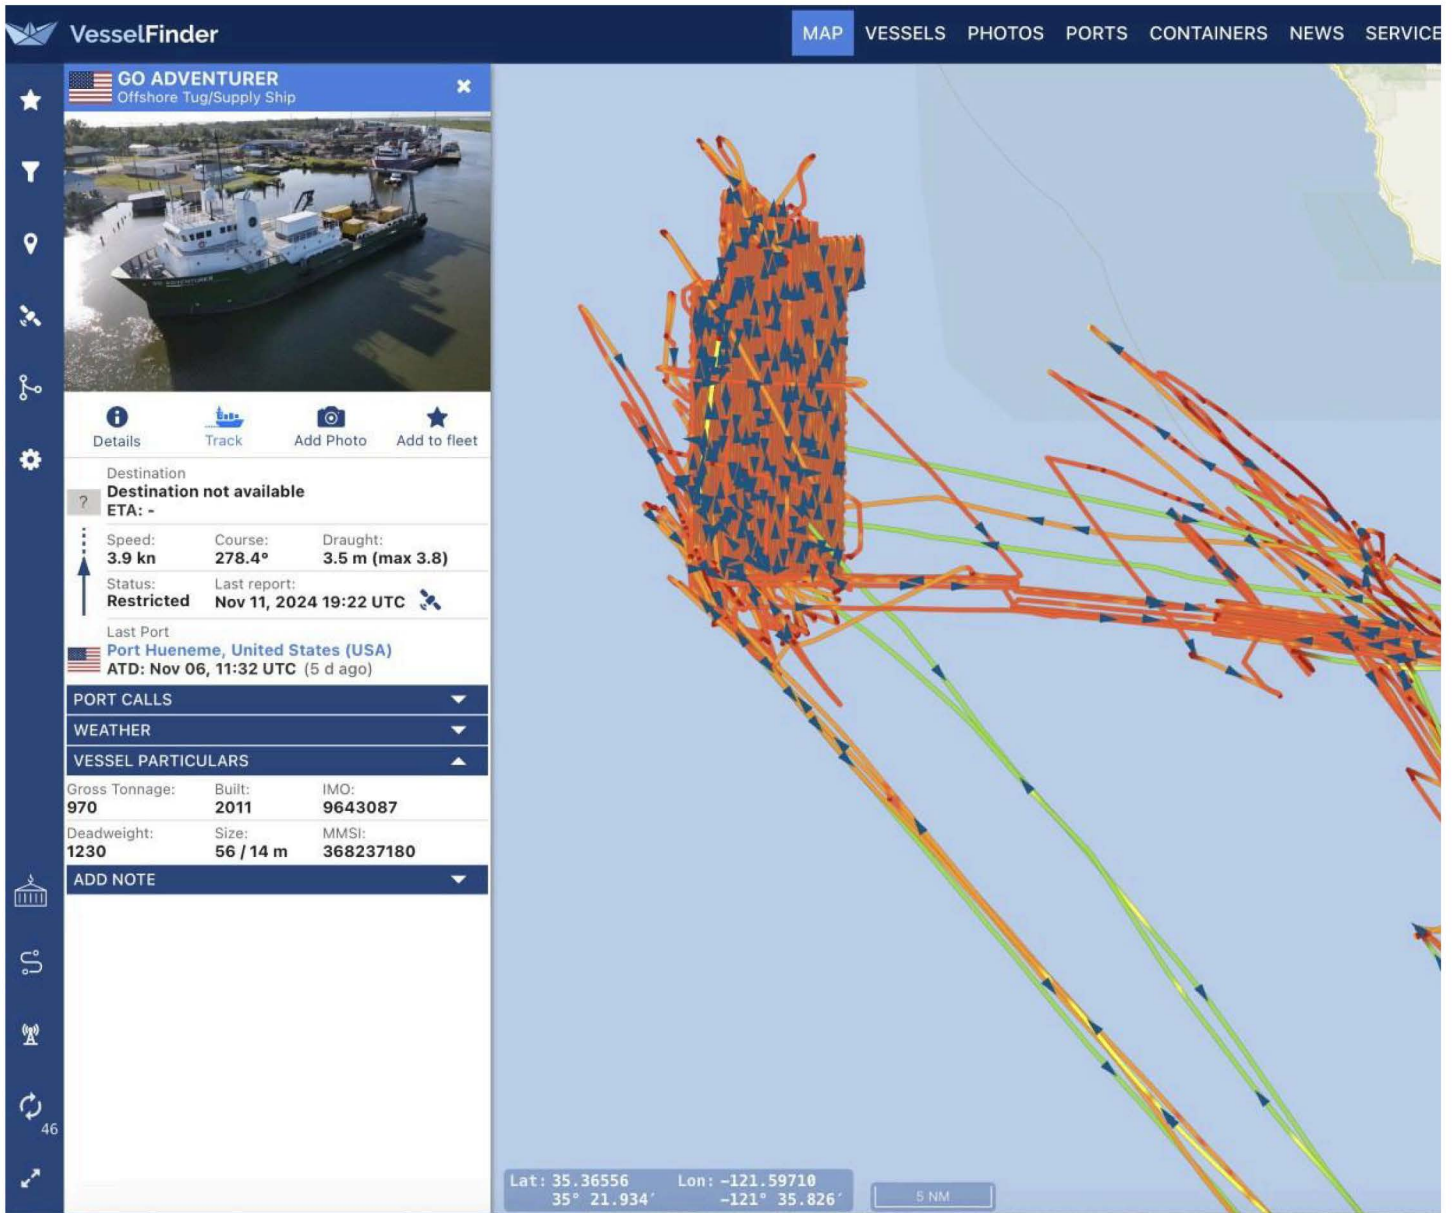 VesselFinder
MAP VESSELS PHOTOS PORTS CONTAINERS NEWS SERVICE
GO ADVENTURER
Offshore Tug/Supply Ship
GO ADVENTURER
Details Track Add Photo Add to fleet
Destination
Destination not available
?
ETA: -
Speed: Course: Draught:
3.9 kn 278.4° 3.5 m (max 3.8)
Status: Last report:
Restricted Nov 11, 2024 19:22 UTC
Last Port
Port Hueneme, United States (USA)
ATD: Nov 06, 11:32 UTC (5 d ago)
PORT CALLS
WEATHER
VESSEL PARTICULARS
Gross Tonnage: Built: IMO:
970 2011 9643087
Deadweight: Size: MMSI:
1230 56 / 14 m 368237180
ADD NOTE
46
Lat: 35.36556 Lon: -121.59710
35° 21.934′ -121° 35.826′
5 NM